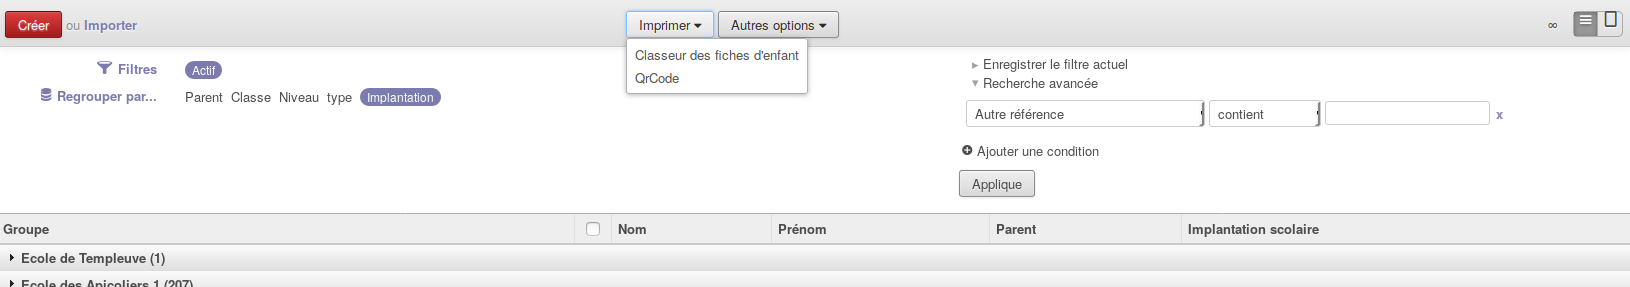 Créer ou Importer Imprimer Autres options ∞
Classeur des fiches d'enfant
QrCode
Filtres Actif
Regrouper par... Parent Classe Niveau type Implantation
Enregistrer le filtre actuel
Recherche avancée
Autre référence contient x
Ajouter une condition
Applique
Groupe Nom Prénom Parent Implantation scolaire
Ecole de Templeuve (1)
Ecole des Apicoliers 1 (207)